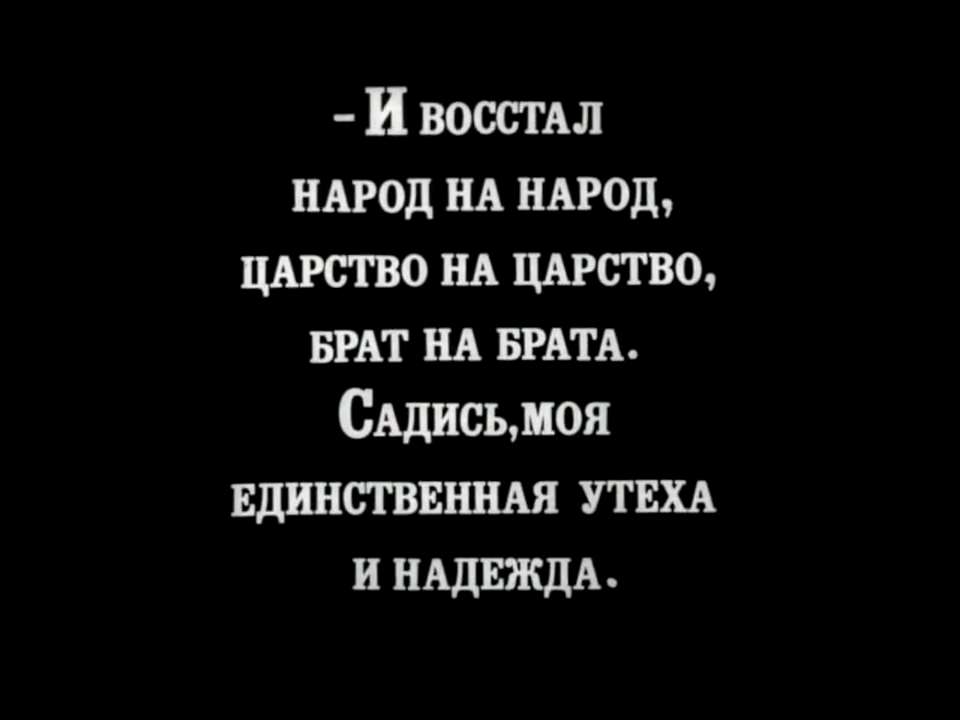 – И ВОССТАЛ
НАРОД НА НАРОД,
ЦАРСТВО НА ЦАРСТВО,
БРАТ НА БРАТА.
САДИСЬ,МОЯ
ЕДИНСТВЕННАЯ УТЕХА
И НАДЕЖДА.